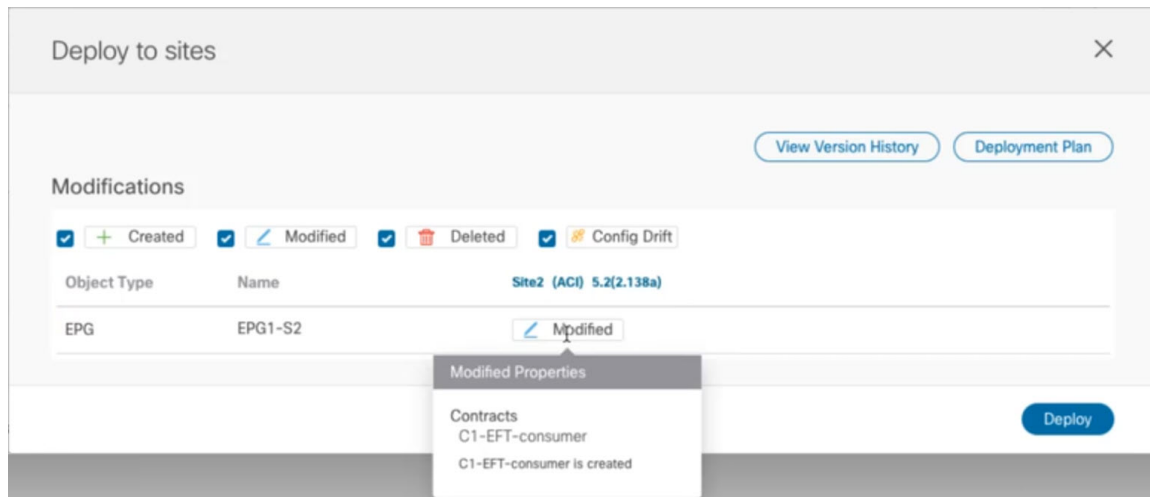 Deploy to sites
View Version History
Deployment Plan
Modifications
Created
Modified
Deleted
Config Drift
Object Type
Name
Site2 (ACI) 5.2(2.138a)
EPG
EPG1-S2
Modified
Modified Properties
Contracts
C1-EFT-consumer
C1-EFT-consumer is created
Deploy